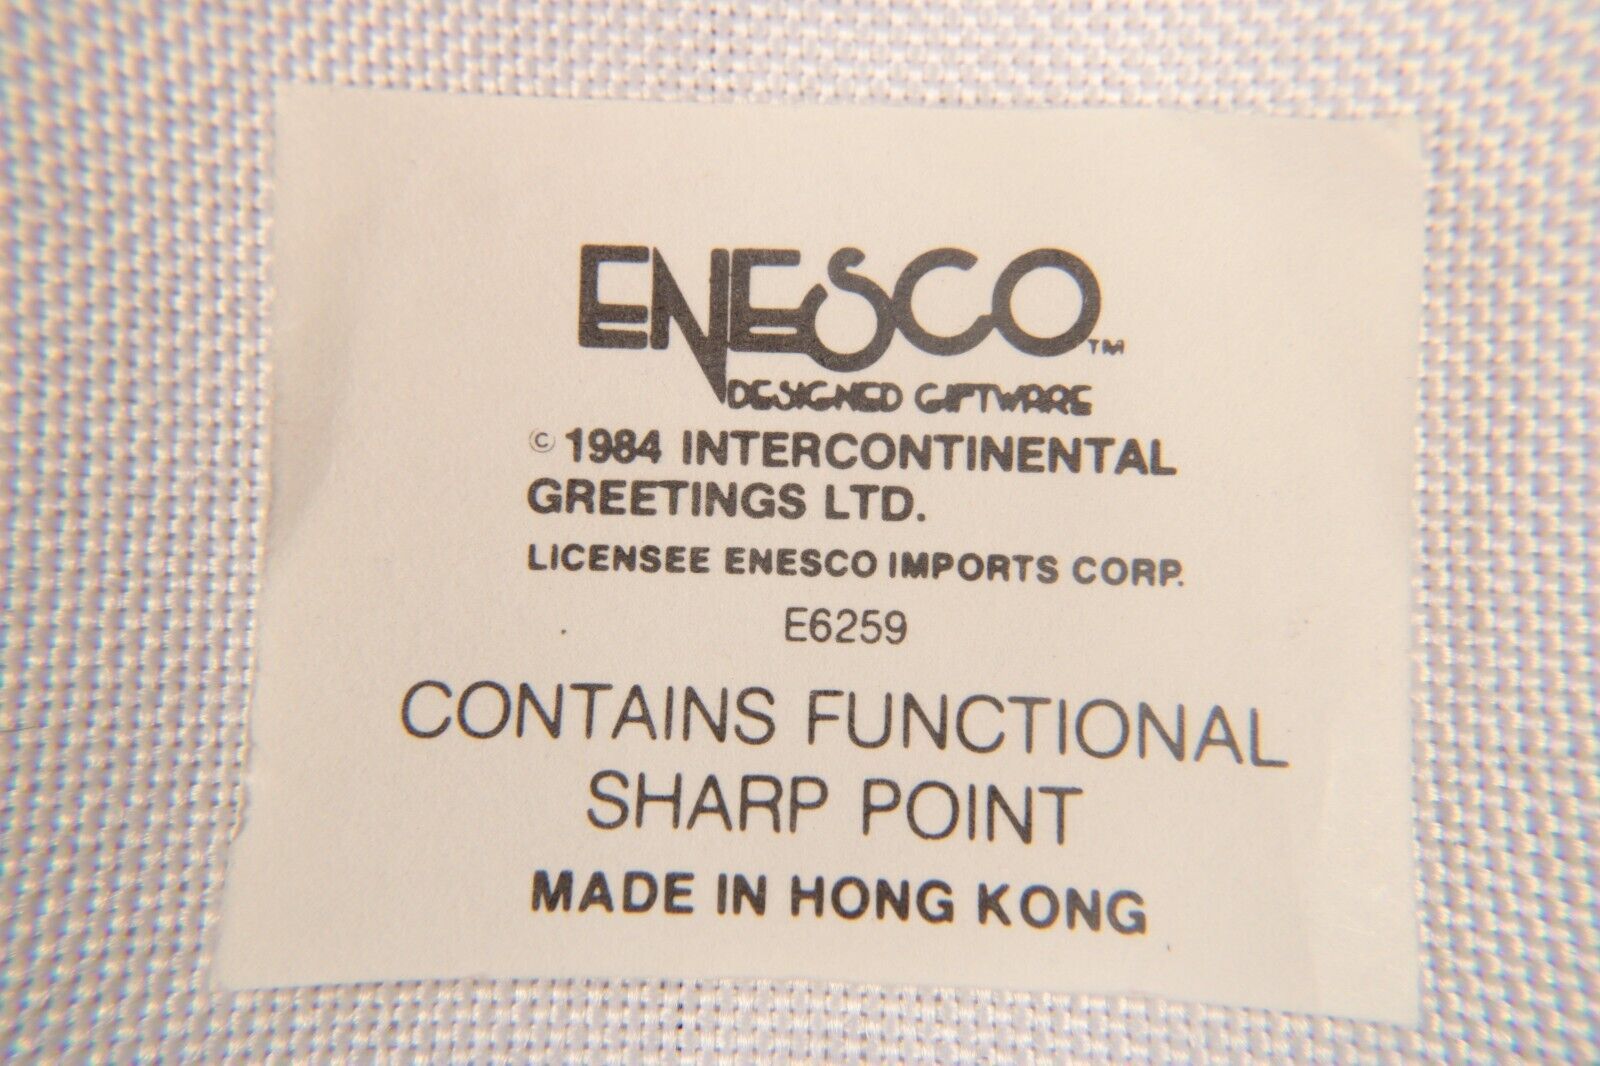 ENESCO™
DESIGNED GIFTWARE
© 1984 INTERCONTINENTAL
GREETINGS LTD.
LICENSEE ENESCO IMPORTS CORP.
E6259
CONTAINS FUNCTIONAL
SHARP POINT
MADE IN HONG KONG